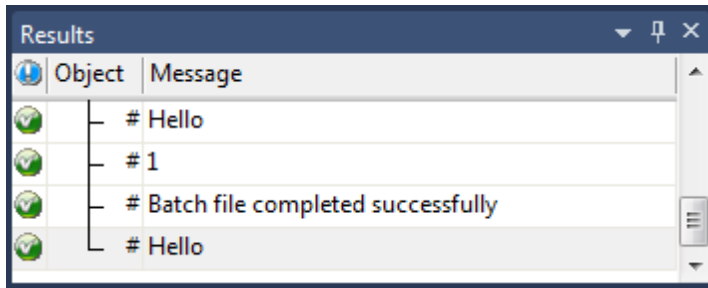 Results
Object Message
# Hello
# 1
# Batch file completed successfully
# Hello